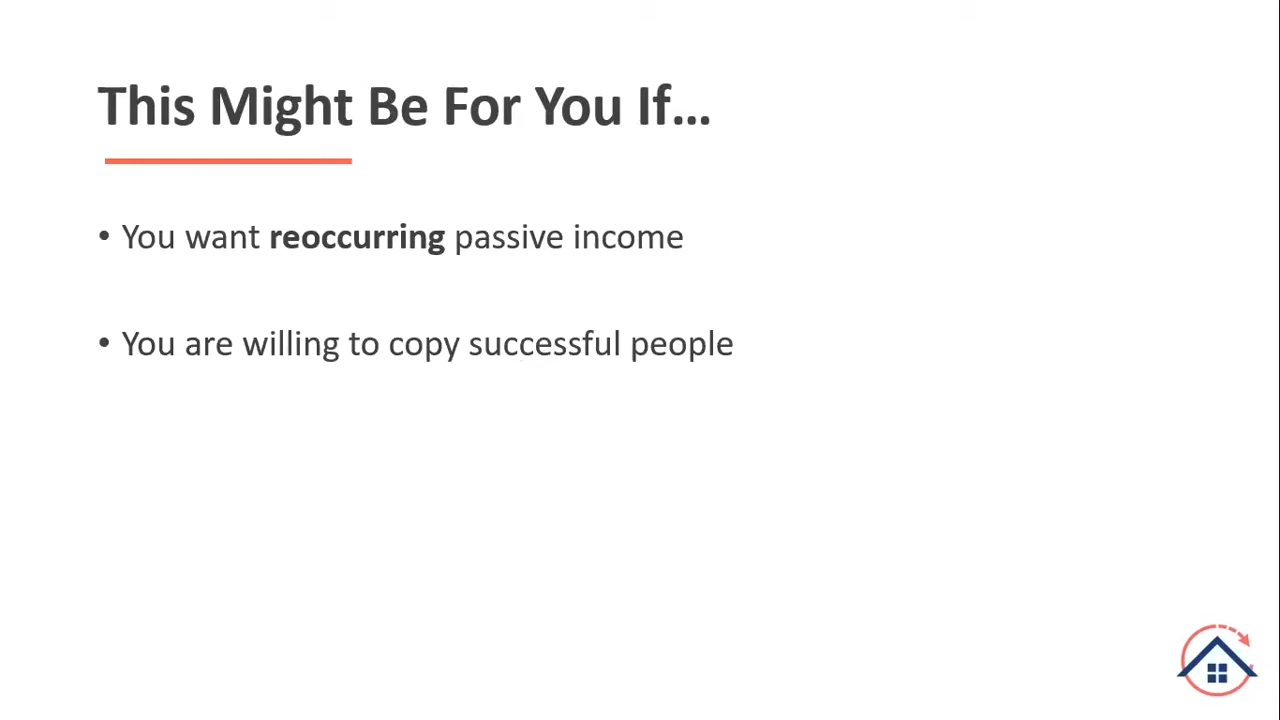 This Might Be For You If...
• You want reoccurring passive income
• You are willing to copy successful people